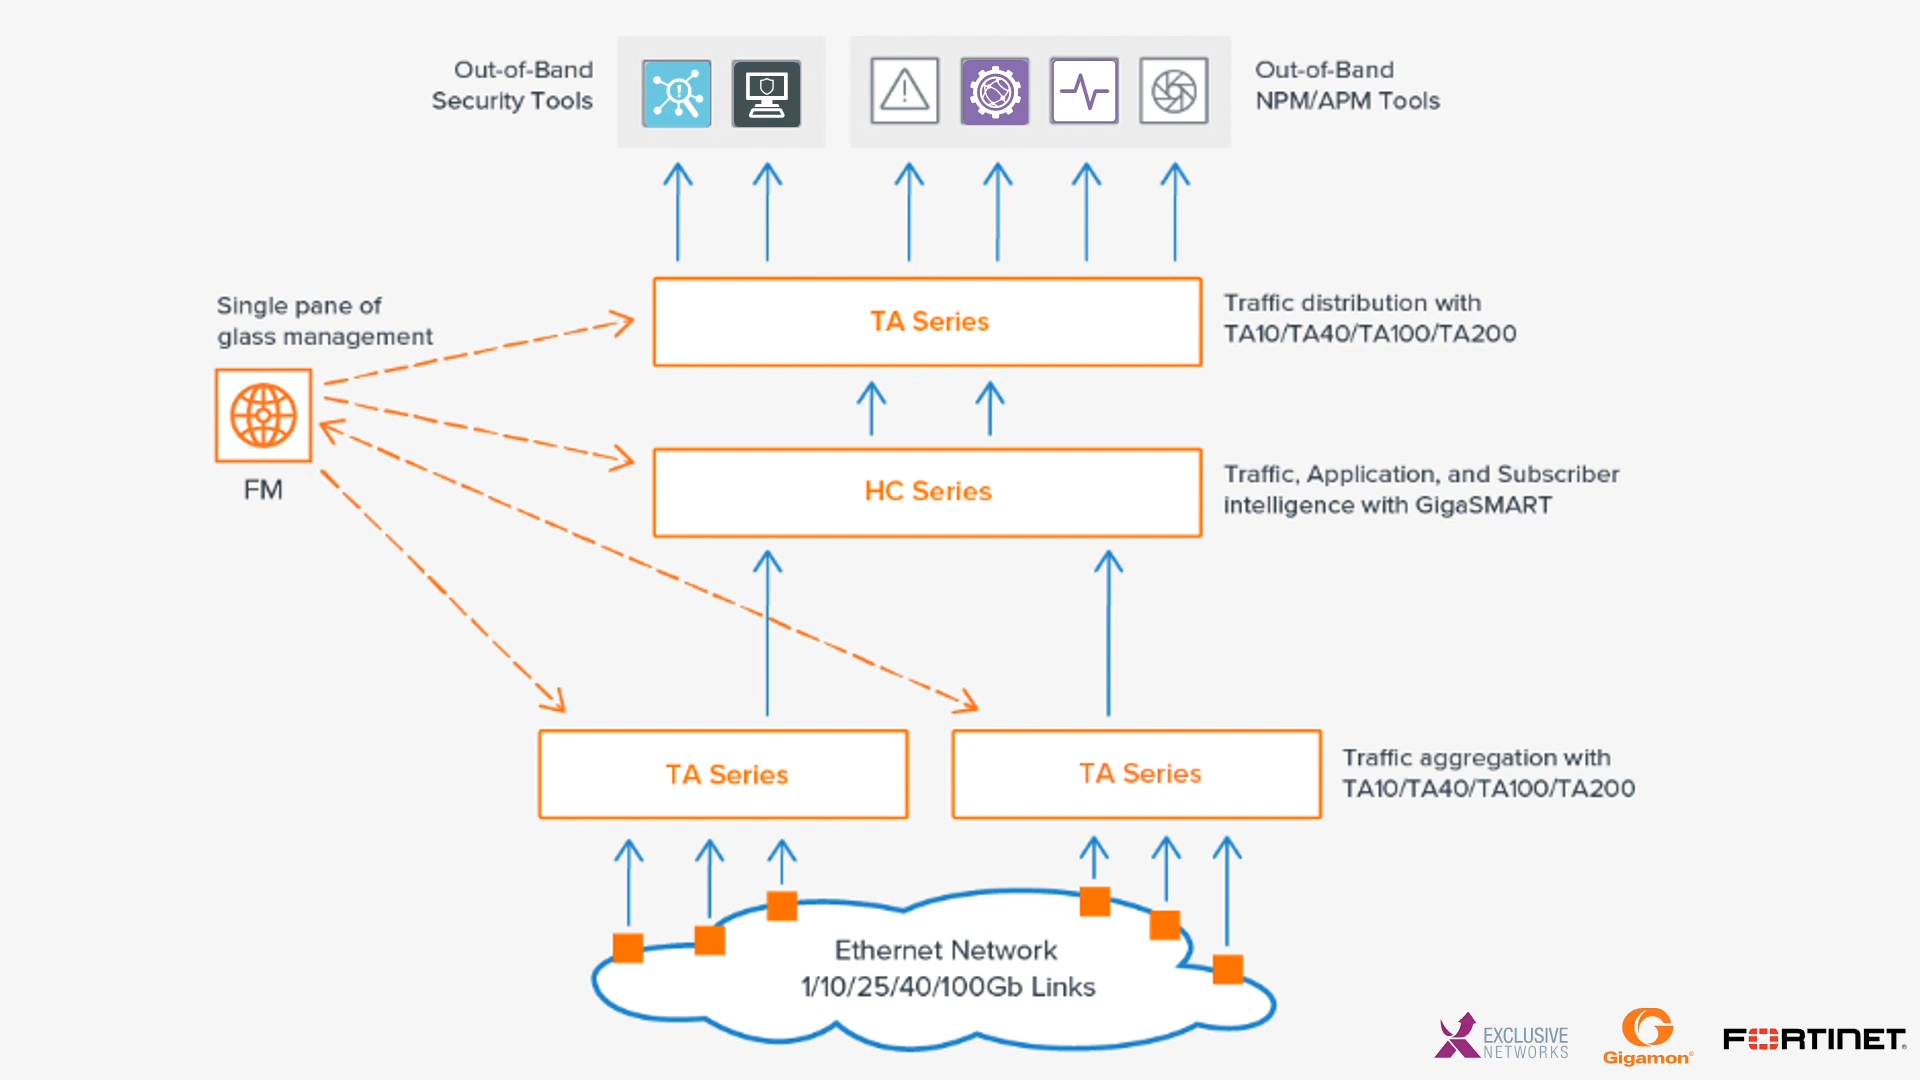 Out-of-Band
Security Tools
Out-of-Band
NPM/APM Tools
Single pane of
glass management
FM
TA Series
Traffic distribution with
TA10/TA40/TA100/TA200
HC Series
Traffic, Application, and Subscriber
intelligence with GigaSMART
TA Series
TA Series
Traffic aggregation with
TA10/TA40/TA100/TA200
Ethernet Network
1/10/25/40/100Gb Links
EXCLUSIVE
NETWORKS
Gigamon®
FORTINET®